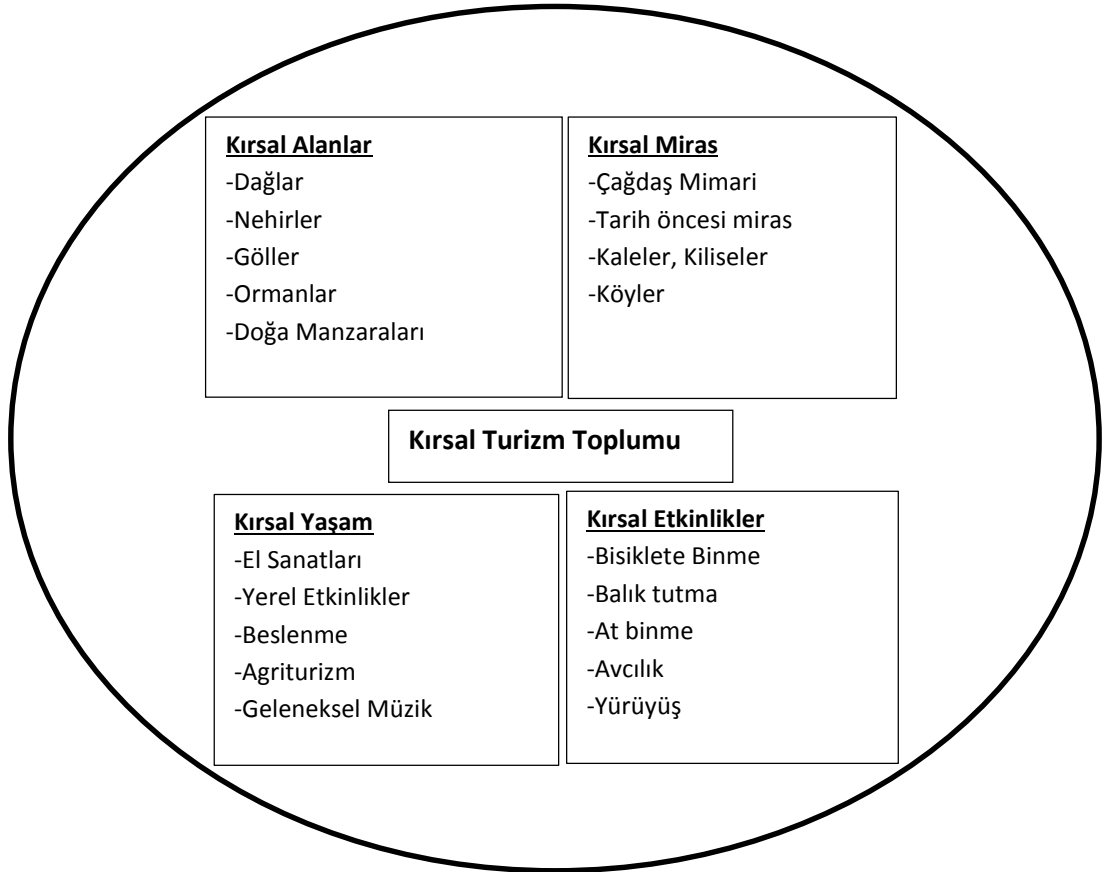 Kırsal Alanlar
-Dağlar
-Nehirler
-Göller
-Ormanlar
-Doğa Manzaraları
Kırsal Miras
-Çağdaş Mimari
-Tarih öncesi miras
-Kaleler, Kiliseler
-Köyler
Kırsal Turizm Toplumu
Kırsal Yaşam
-El Sanatları
-Yerel Etkinlikler
-Beslenme
-Agriturizm
-Geleneksel Müzik
Kırsal Etkinlikler
-Bisiklete Binme
-Balık tutma
-At binme
-Avcılık
-Yürüyüş